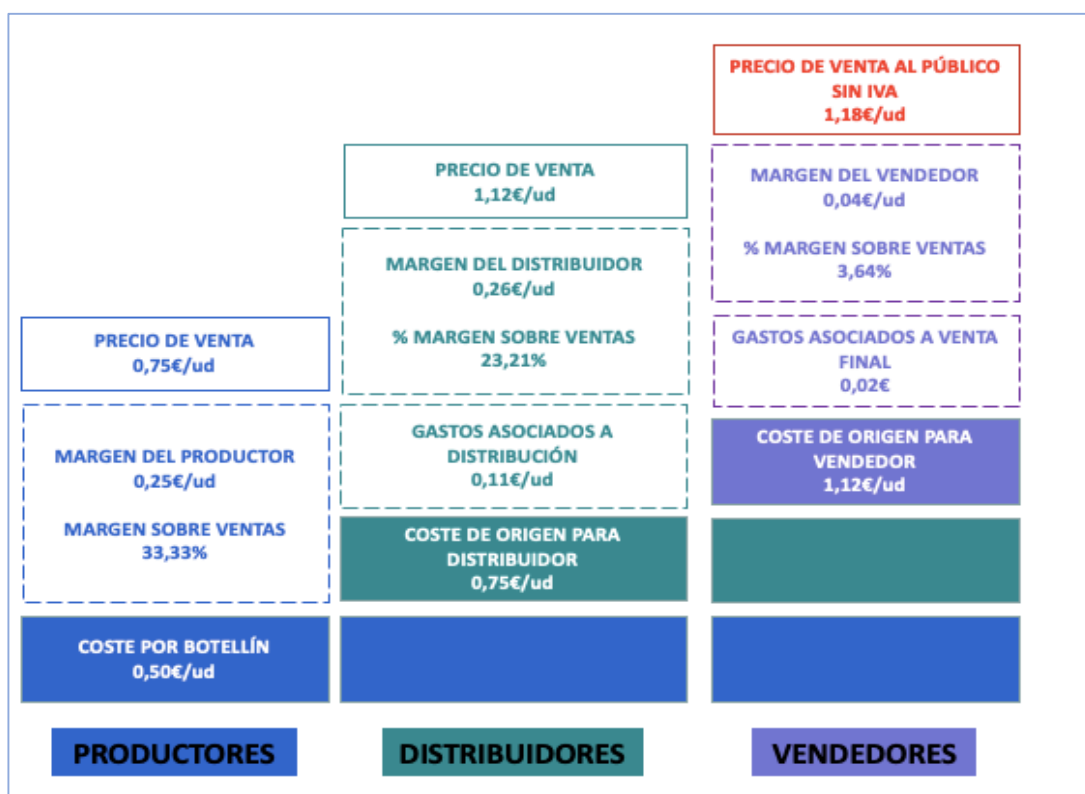 PRECIO DE VENTA
0,75€/ud
MARGEN DEL PRODUCTOR
0,25€/ud
MARGEN SOBRE VENTAS
33,33%
COSTE POR BOTELLÍN
0,50€/ud
PRODUCTORES
PRECIO DE VENTA
1,12€/ud
MARGEN DEL DISTRIBUIDOR
0,26€/ud
% MARGEN SOBRE VENTAS
23,21%
GASTOS ASOCIADOS A
DISTRIBUCIÓN
0,11€/ud
COSTE DE ORIGEN PARA
DISTRIBUIDOR
0,75€/ud
DISTRIBUIDORES
PRECIO DE VENTA AL PÚBLICO
SIN IVA
1,18€/ud
MARGEN DEL VENDEDOR
0,04€/ud
% MARGEN SOBRE VENTAS
3,64%
GASTOS ASOCIADOS A VENTA
FINAL
0,02€
COSTE DE ORIGEN PARA
VENDEDOR
1,12€/ud
VENDEDORES